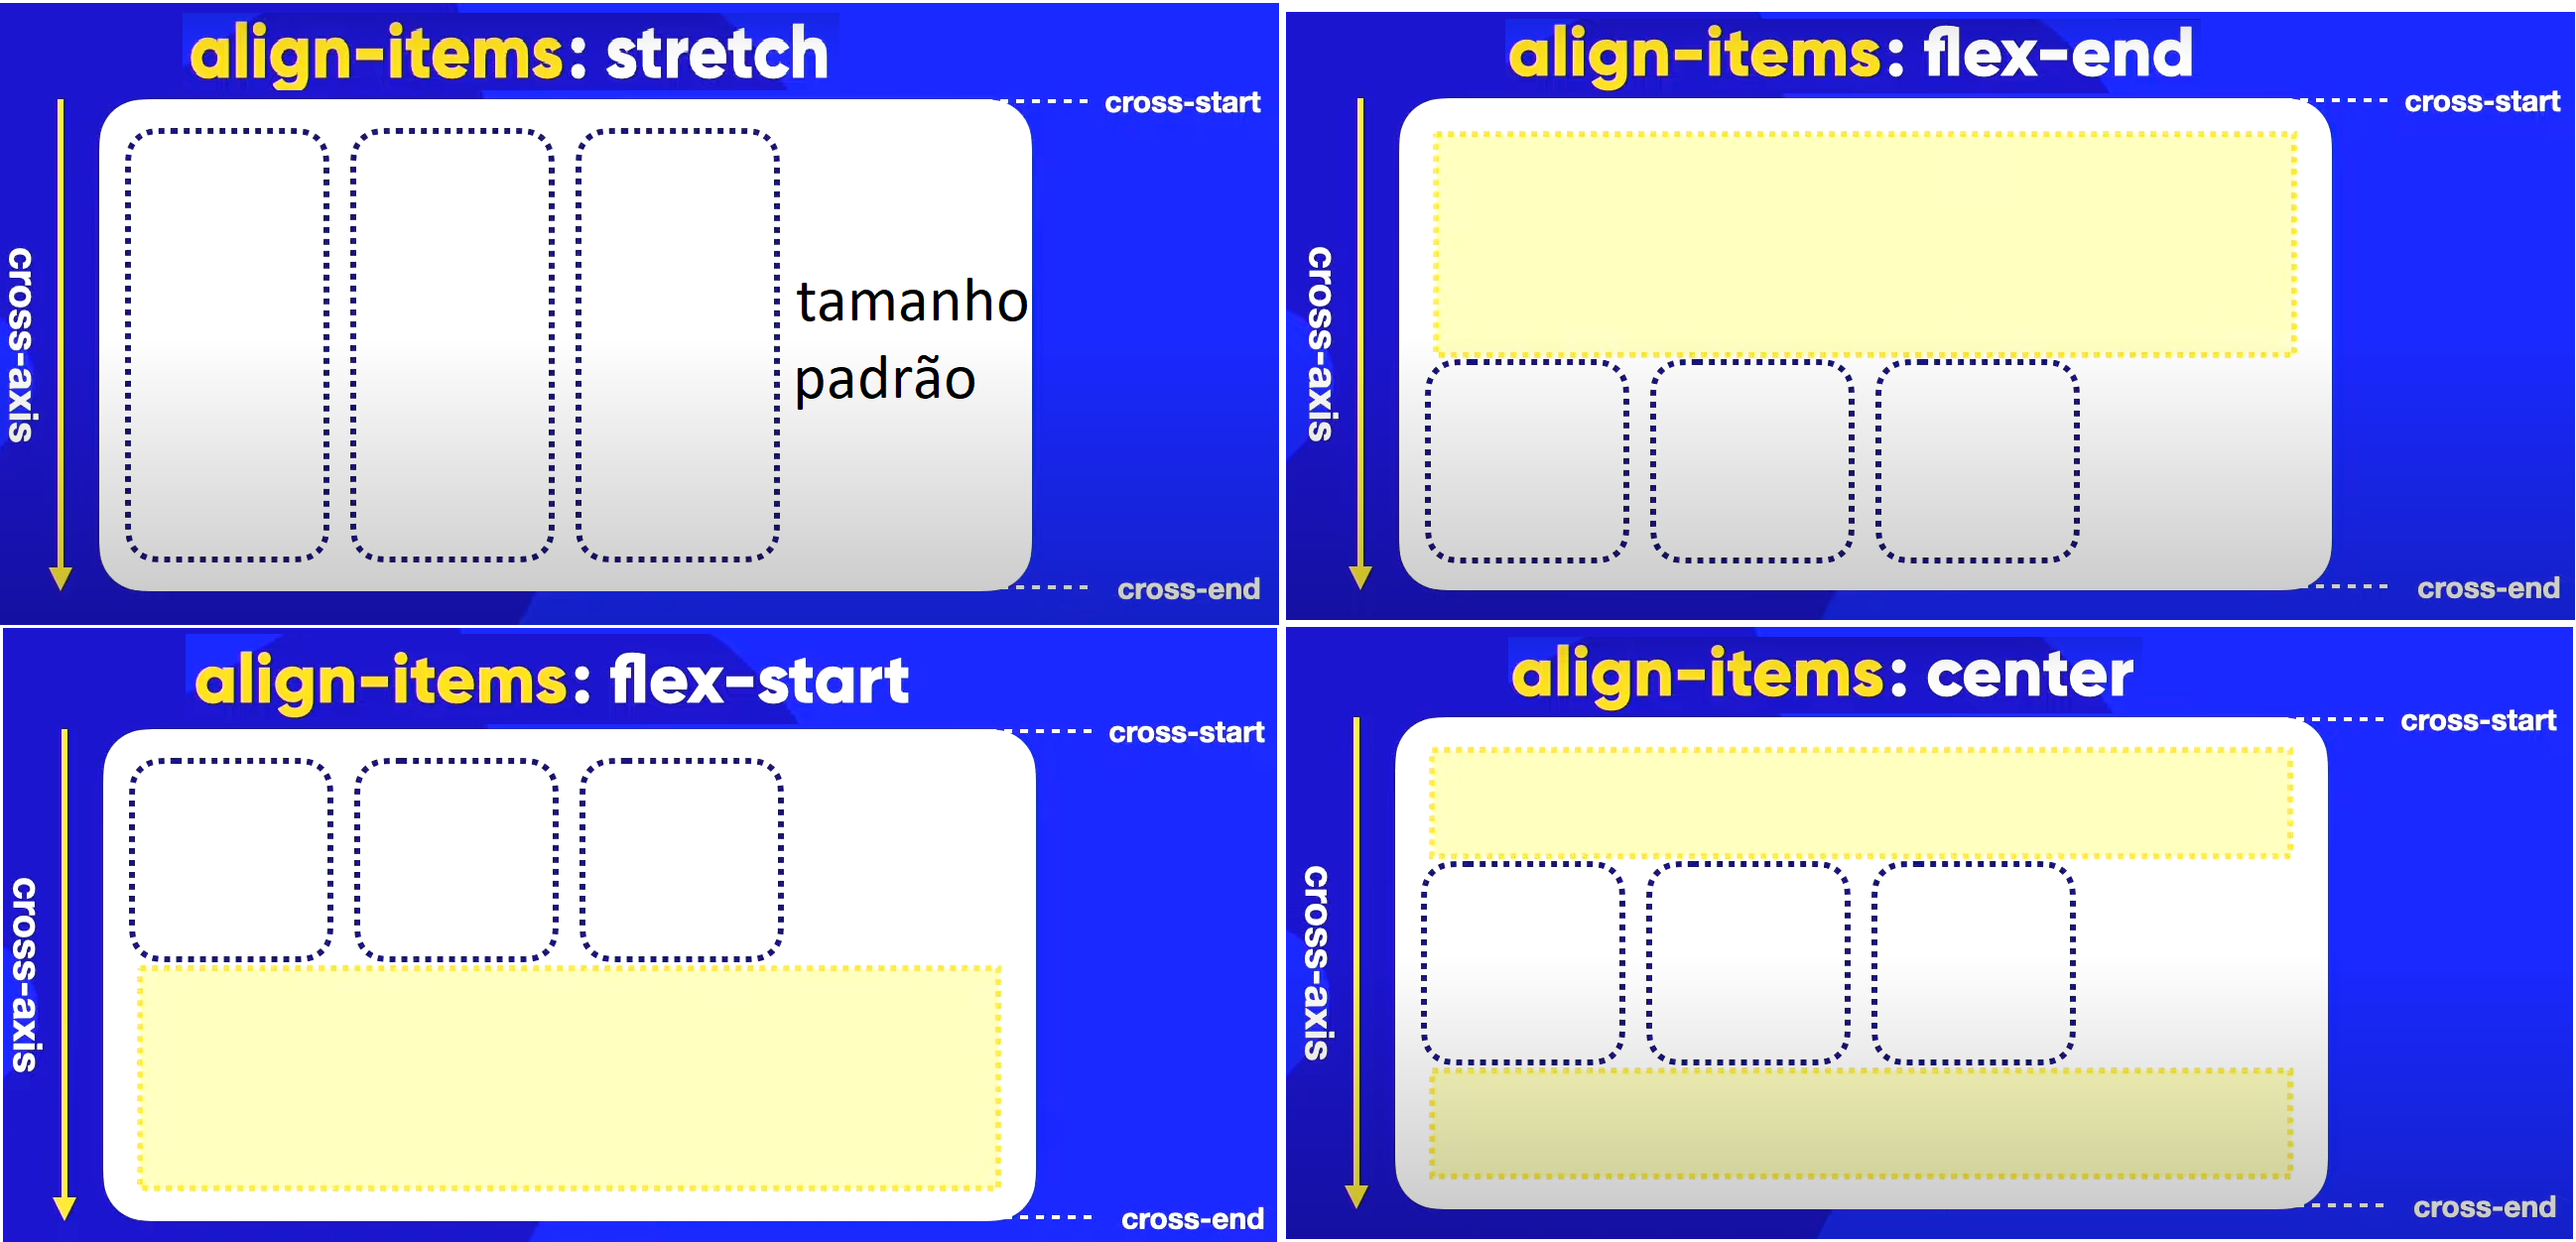 align-items: stretch
cross-start
cross-axis
tamanho
padrão
cross-end
align-items: flex-end
cross-start
cross-axis
cross-end
align-items: flex-start
cross-start
cross-axis
cross-end
align-items: center
cross-start
cross-axis
cross-end